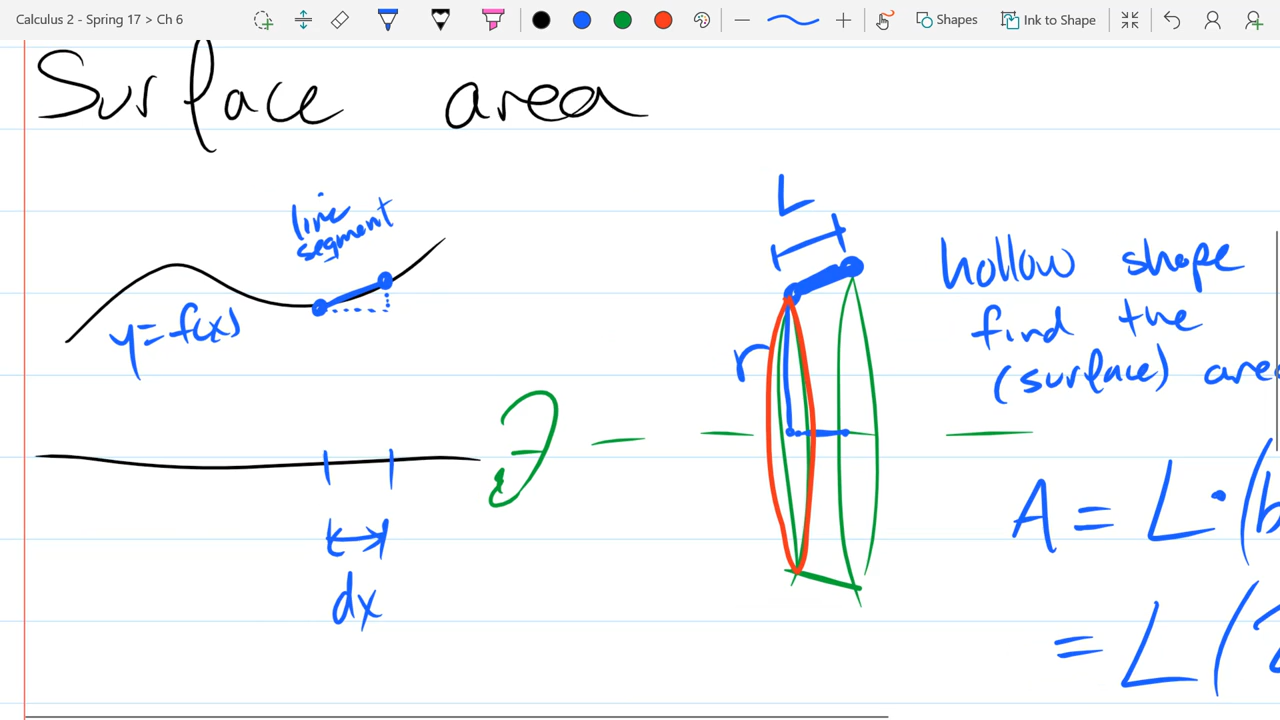 Calculus 2 - Spring 17 > Ch 6
Shapes
Ink to Shape
Surface area
line
segment
y=f(x)
dx
L
r
hollow shape
find the
(surface) area
A = L·(b
= L(2